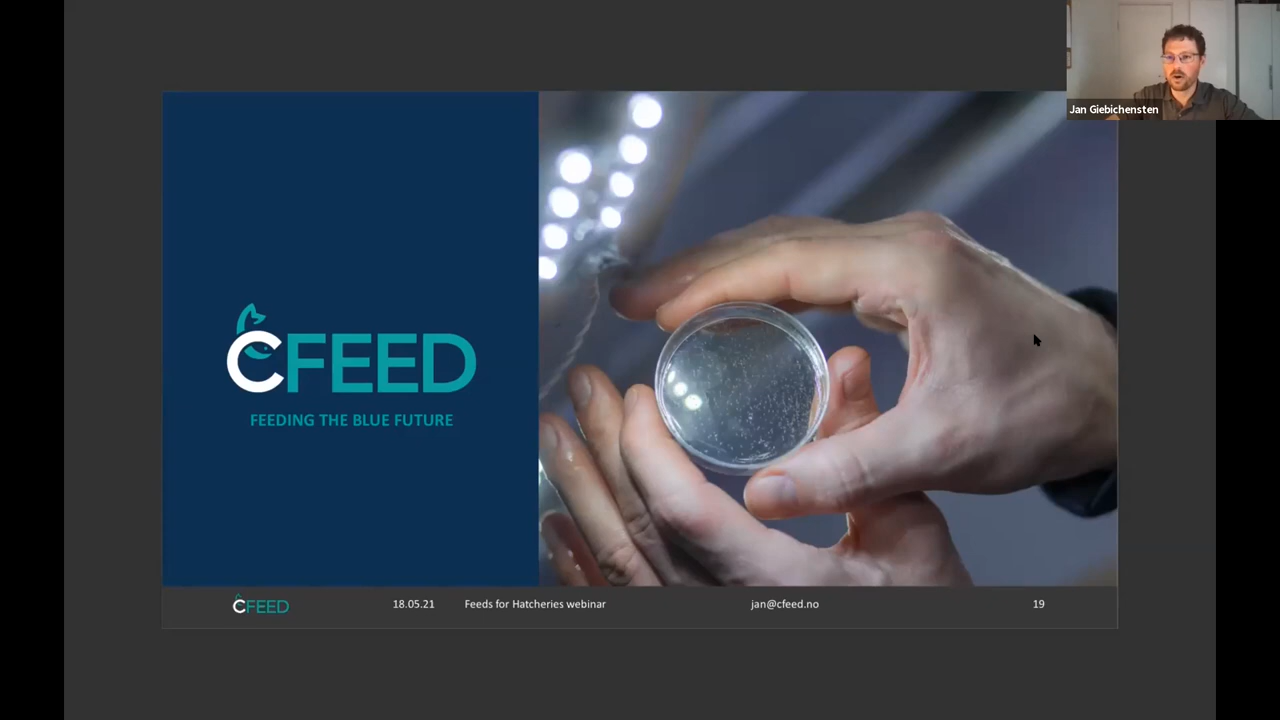 Jan Giebichensten
CFEED
FEEDING THE BLUE FUTURE
CFEED 18.05.21 Feeds for Hatcheries webinar jan@cfeed.no 19